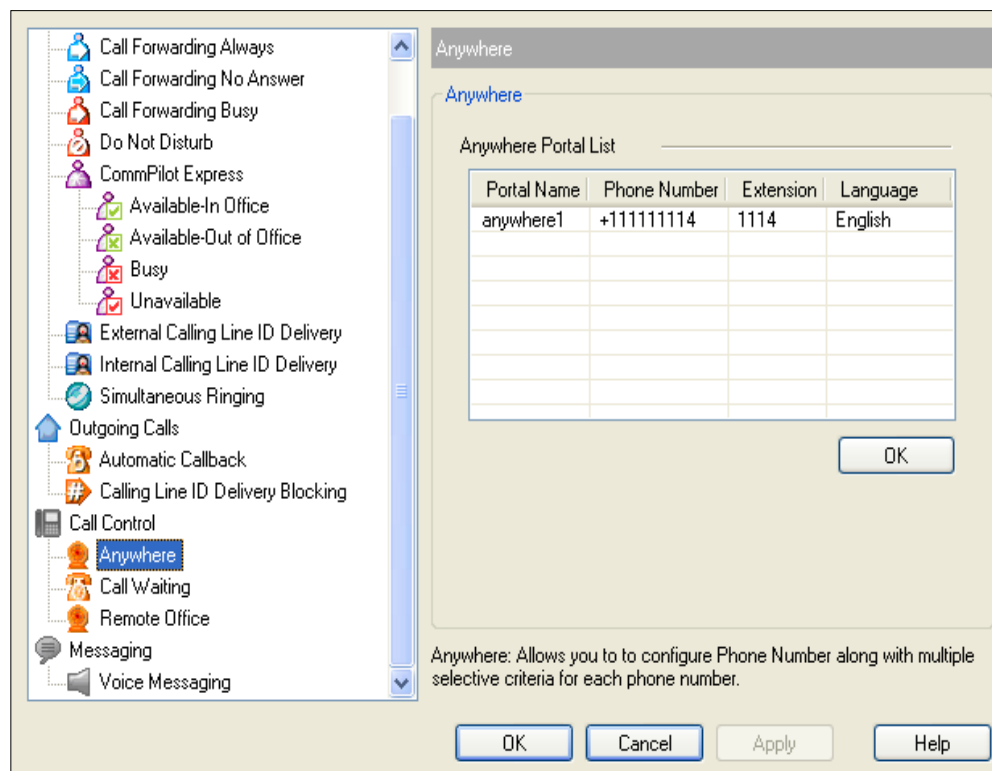 Call Forwarding Always
Call Forwarding No Answer
Call Forwarding Busy
Do Not Disturb
CommPilot Express
Available-In Office
Available-Out of Office
Busy
Unavailable
External Calling Line ID Delivery
Internal Calling Line ID Delivery
Simultaneous Ringing
Outgoing Calls
Automatic Callback
Calling Line ID Delivery Blocking
Call Control
Anywhere
Call Waiting
Remote Office
Messaging
Voice Messaging
Anywhere
Anywhere
Anywhere Portal List
Portal Name Phone Number Extension Language
anywhere1 +111111114 1114 English
OK
Anywhere: Allows you to to configure Phone Number along with multiple
selective criteria for each phone number.
OK Cancel Apply Help